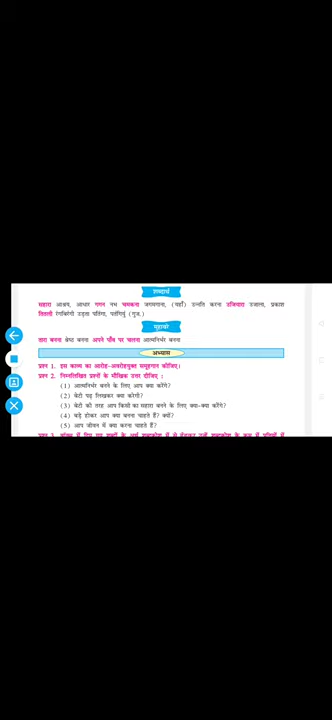 शब्दार्थ
सहारा आश्रय, आधार गगन नभ चमकना जगमगाना, (यहाँ) उन्नति करना उजियारा उजाला, प्रकाश
तितली रंगबिरंगी उड़ता पतिंगा, पतंगियुं (गुज.)
मुहावरे
तारा बनना श्रेष्ठ बनना अपने पाँव पर चलना आत्मनिर्भर बनना
अभ्यास
प्रश्न 1. इस काव्य का आरोह-अवरोहयुक्त समूहगान कीजिए।
प्रश्न 2. निम्नलिखित प्रश्नों के मौखिक उत्तर दीजिए :
(1) आत्मनिर्भर बनने के लिए आप क्या करेंगे?
(2) बेटी पढ़ लिखकर क्या करेगी?
(3) बेटी की तरह आप किसी का सहारा बनने के लिए क्या-क्या करेंगे?
(4) बड़े होकर आप क्या बनना चाहते हैं? क्यों?
(5) आप जीवन में क्या करना चाहते हैं?